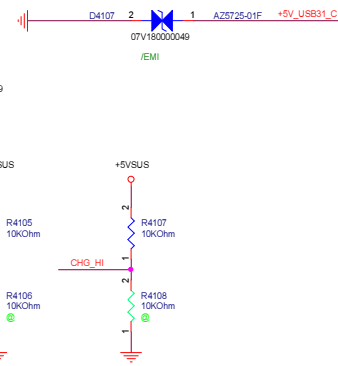 D4107 2 1 AZ5725-01F +5V_USB31_C
07V180000049
/EMI
9
SUS +5VSUS
2
R4105 R4107
10KOhm 10KOhm
1
CHG_HI
2
R4106 R4108
10KOhm 10KOhm
@ @
1